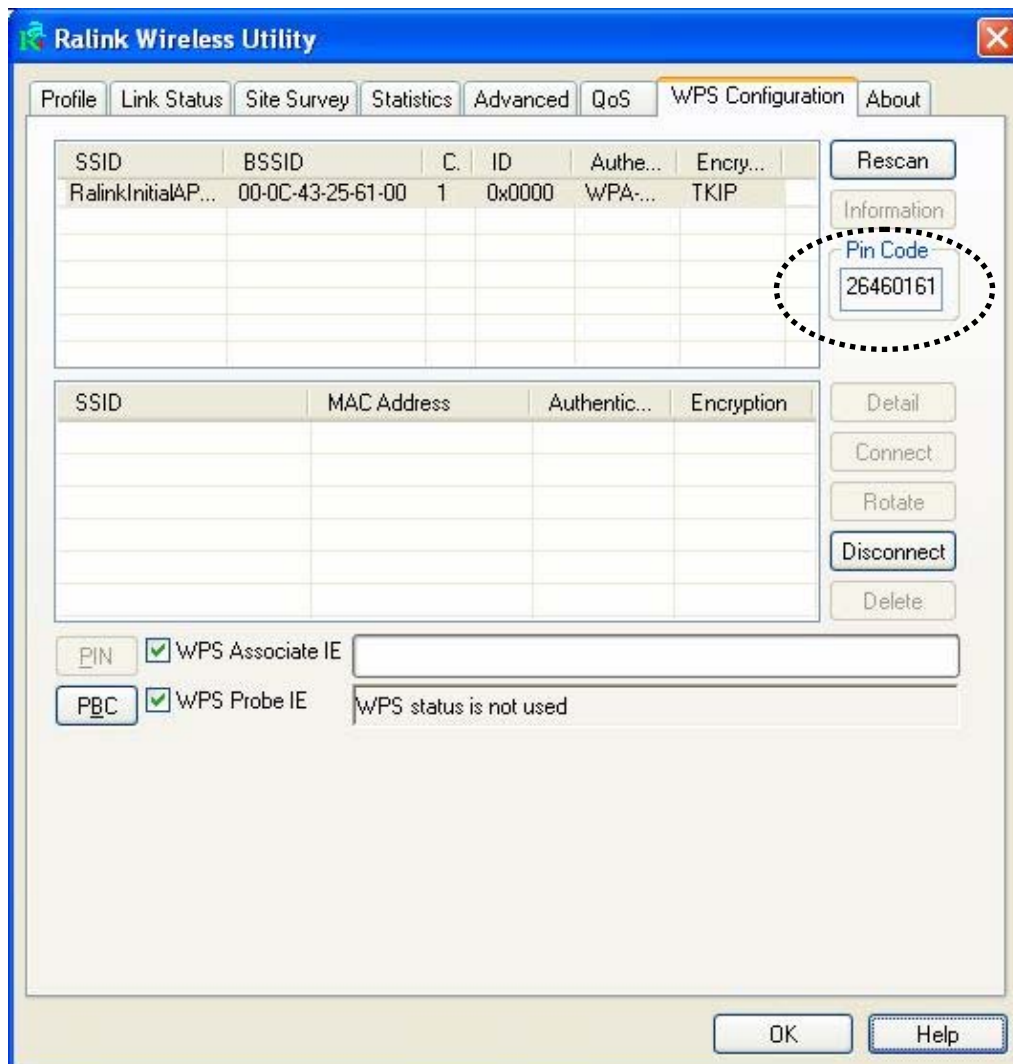 Ralink Wireless Utility
Profile Link Status Site Survey Statistics Advanced QoS WPS Configuration About
SSID BSSID C. ID Authe... Encry... Rescan
RalinkInitialAP... 00-0C-43-25-61-00 1 0x0000 WPA-... TKIP
Information
Pin Code
26460161
SSID MAC Address Authentic... Encryption Detail
Connect
Rotate
Disconnect
Delete
PIN WPS Associate IE
PBC WPS Probe IE WPS status is not used
OK Help